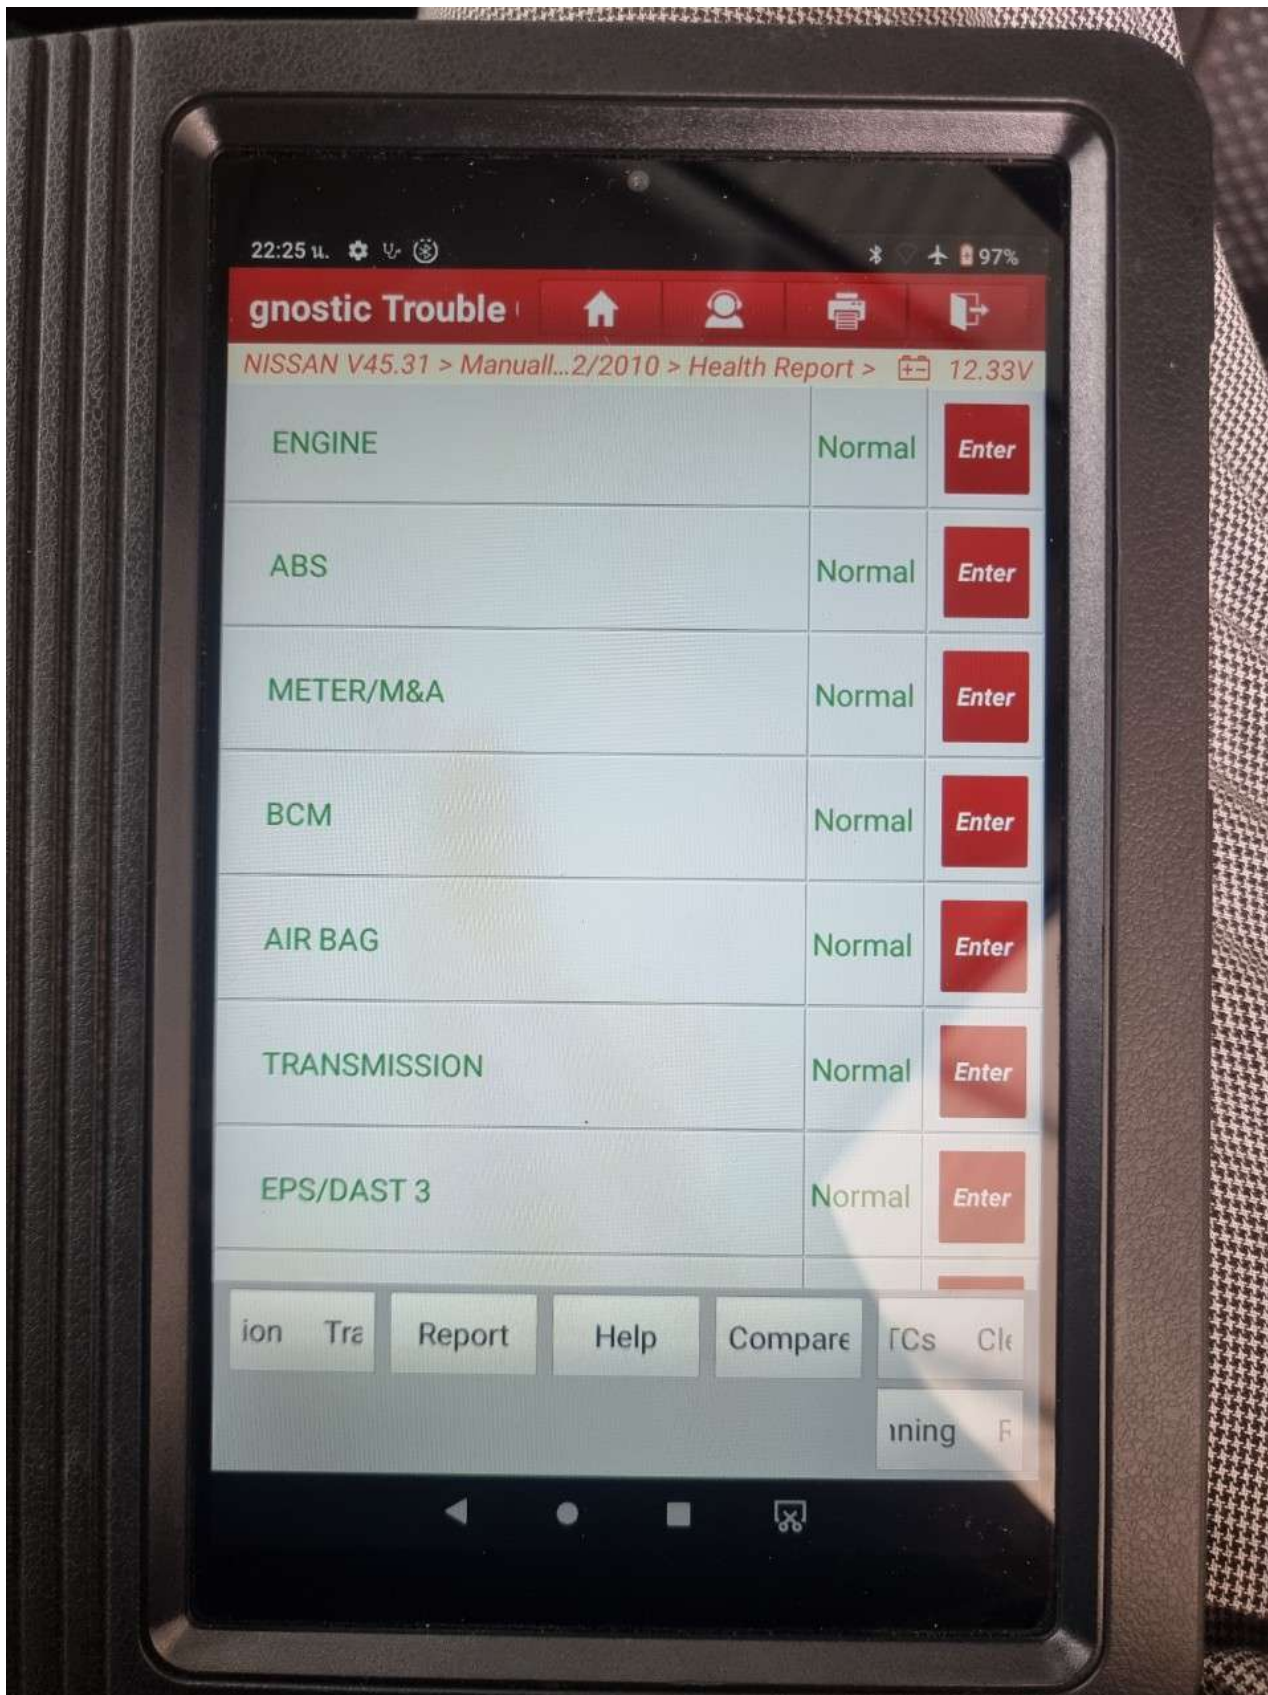 22:25 น. 97%
gnostic Trouble
NISSAN V45.31 > Manuall...2/2010 > Health Report > 12.33V
ENGINE Normal Enter
ABS Normal Enter
METER/M&A Normal Enter
BCM Normal Enter
AIR BAG Normal Enter
TRANSMISSION Normal Enter
EPS/DAST 3 Normal Enter
ion Tra Report Help Compare TCs Cle
nning R